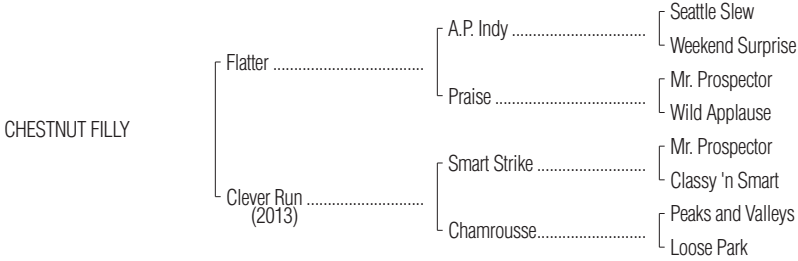 Seattle Slew
A.P. Indy ..................................
Weekend Surprise
Flatter .....................................
Mr. Prospector
Praise .....................................
Wild Applause
CHESTNUT FILLY
Mr. Prospector
Smart Strike ...........................
Classy 'n Smart
Clever Run .............................
(2013)
Peaks and Valleys
Chamrousse...........................
Loose Park